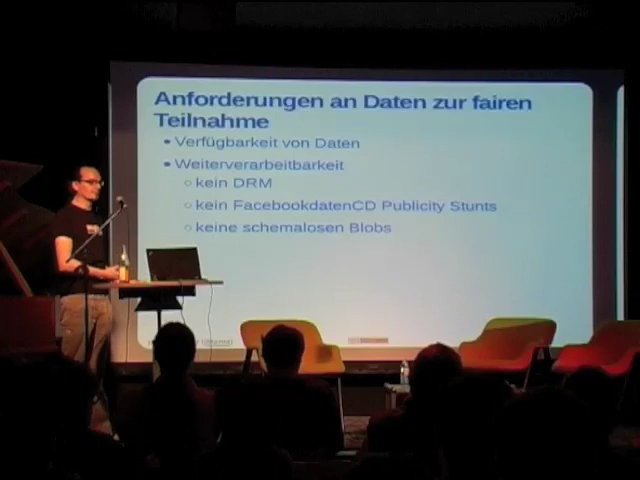 Anforderungen an Daten zur fairen
Teilnahme
Verfügbarkeit von Daten
Weiterverarbeitbarkeit
kein DRM
kein FacebookdatenCD Publicity Stunts
keine schemalosen Blobs